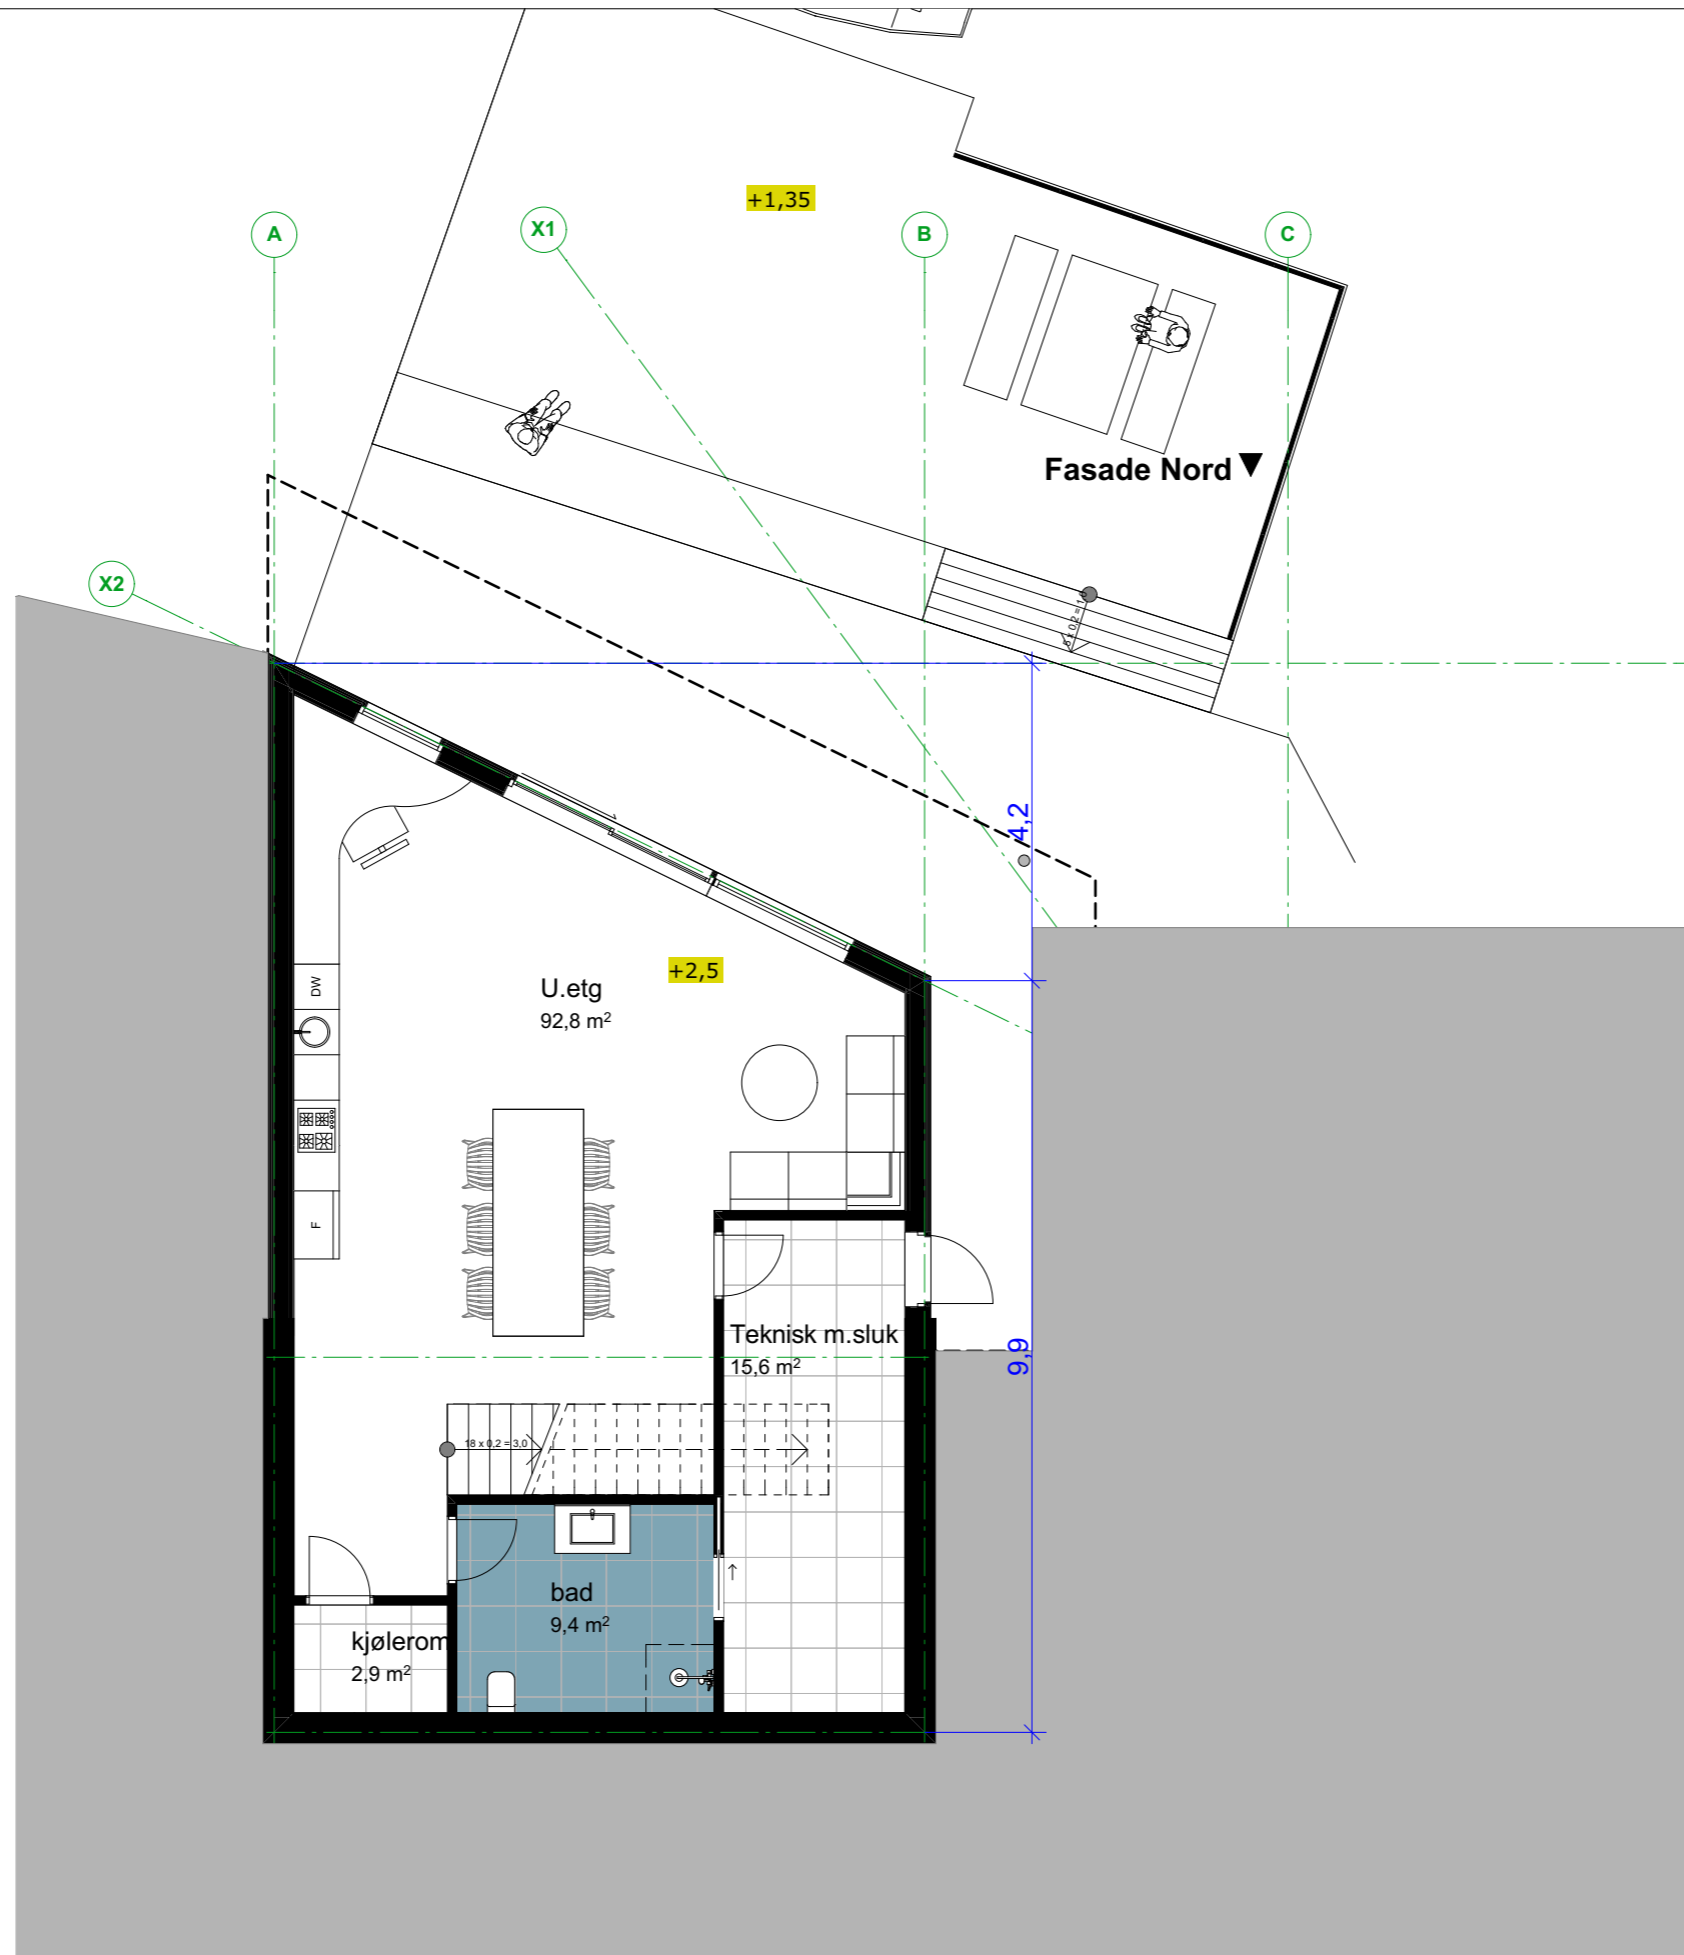 +1,35
A
X1
B
C
Fasade Nord
X2
4,2
DW
U.etg
92,8 m²
+2,5
F
Teknisk m.sluk
15,6 m²
9,9
18 x 0,2 = 3,0
bad
9,4 m²
kjølerom
2,9 m²